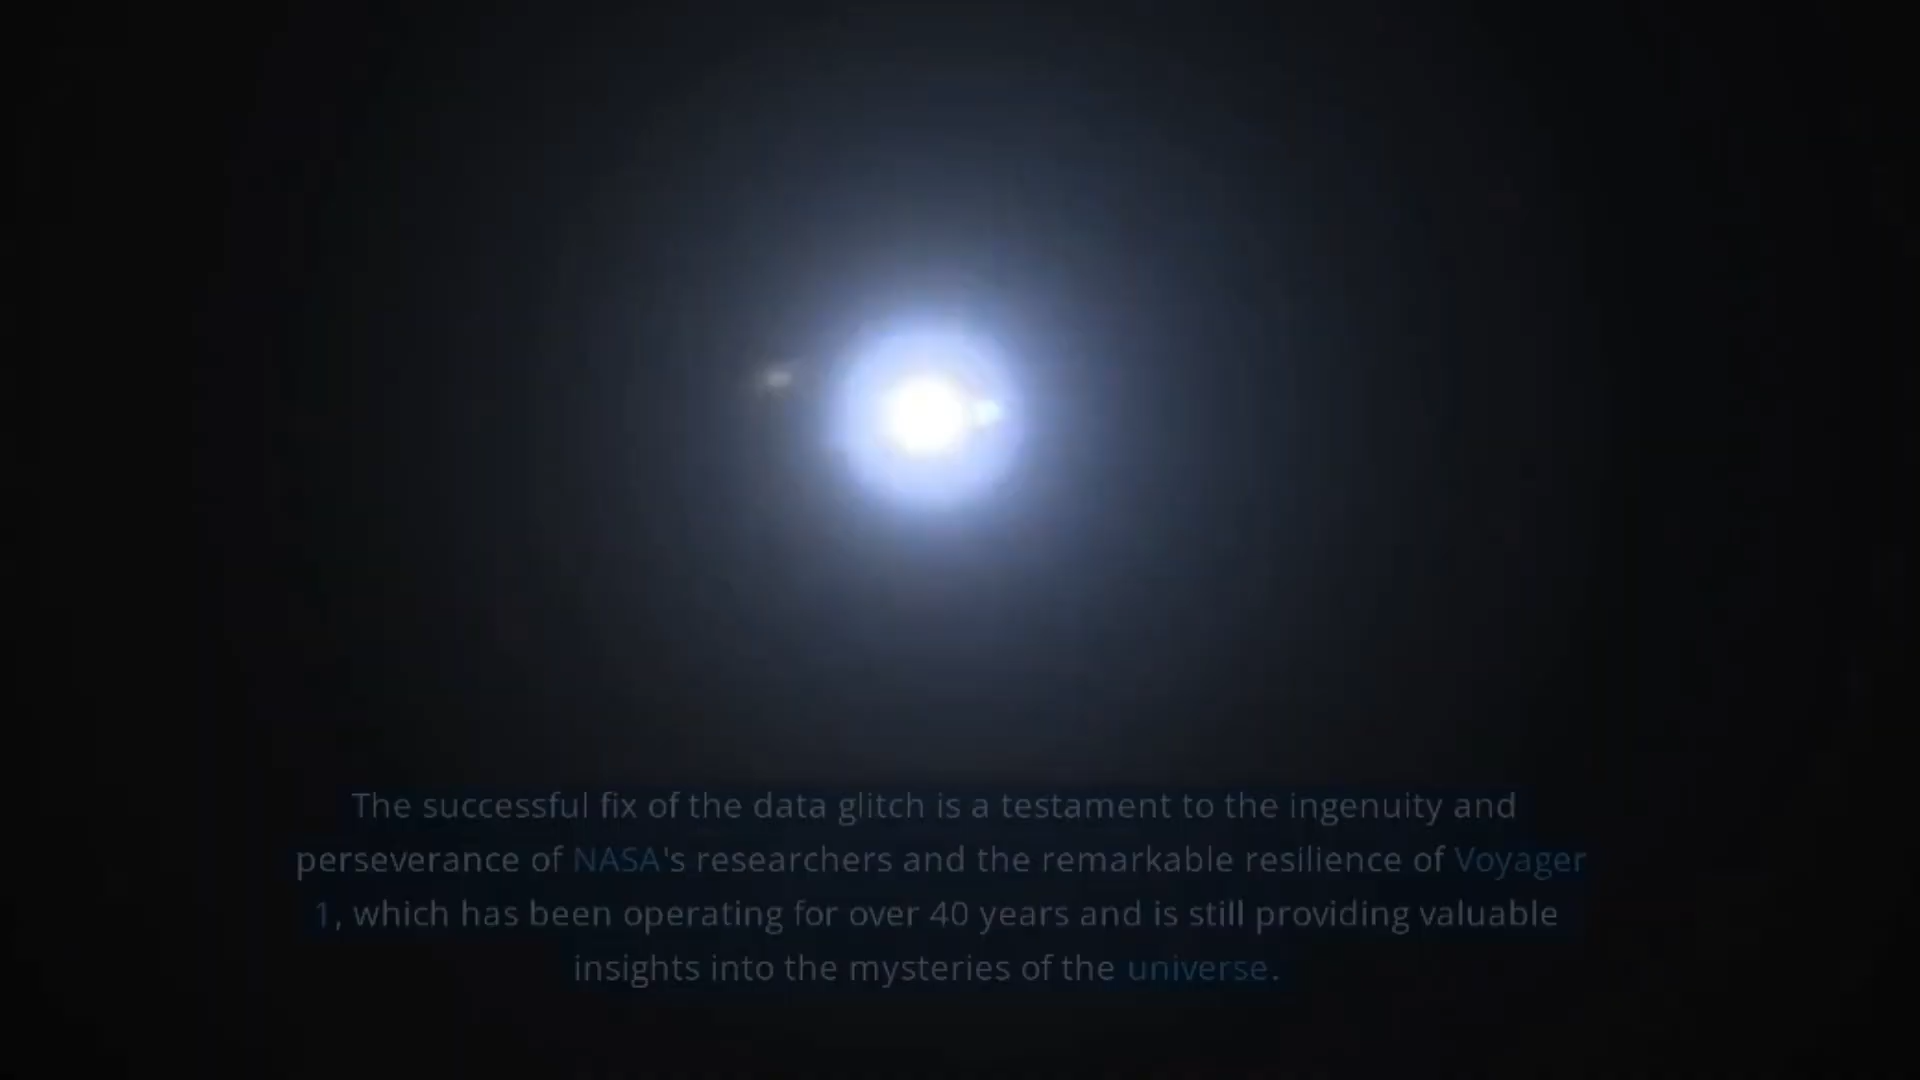 The successful fix of the data glitch is a testament to the ingenuity and
perseverance of NASA's researchers and the remarkable resilience of Voyager
1, which has been operating for over 40 years and is still providing valuable
insights into the mysteries of the universe.